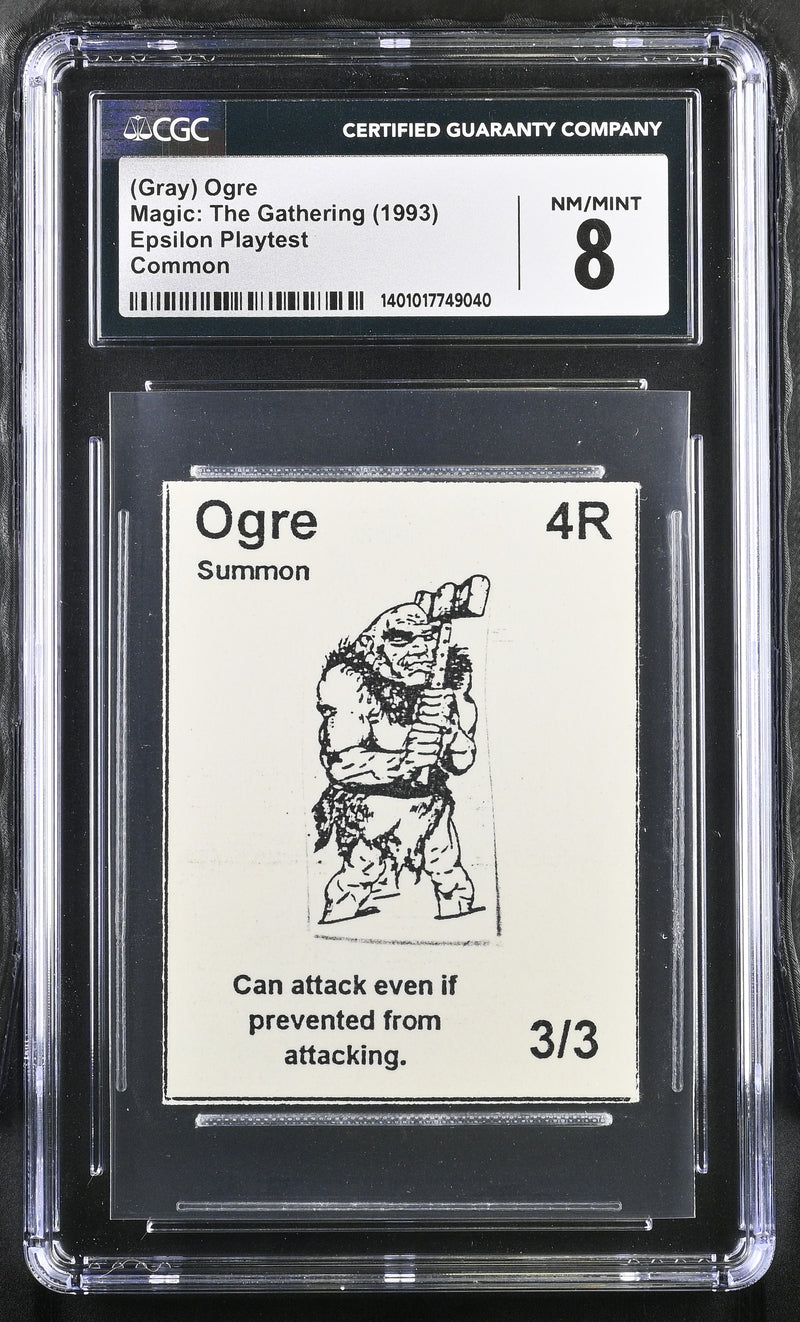 CGC
CERTIFIED GUARANTY COMPANY
(Gray) Ogre
Magic: The Gathering (1993)
Epsilon Playtest
Common
1401017749040
NM/MINT
8
Ogre
4R
Summon
Can attack even if
prevented from
attacking.
3/3